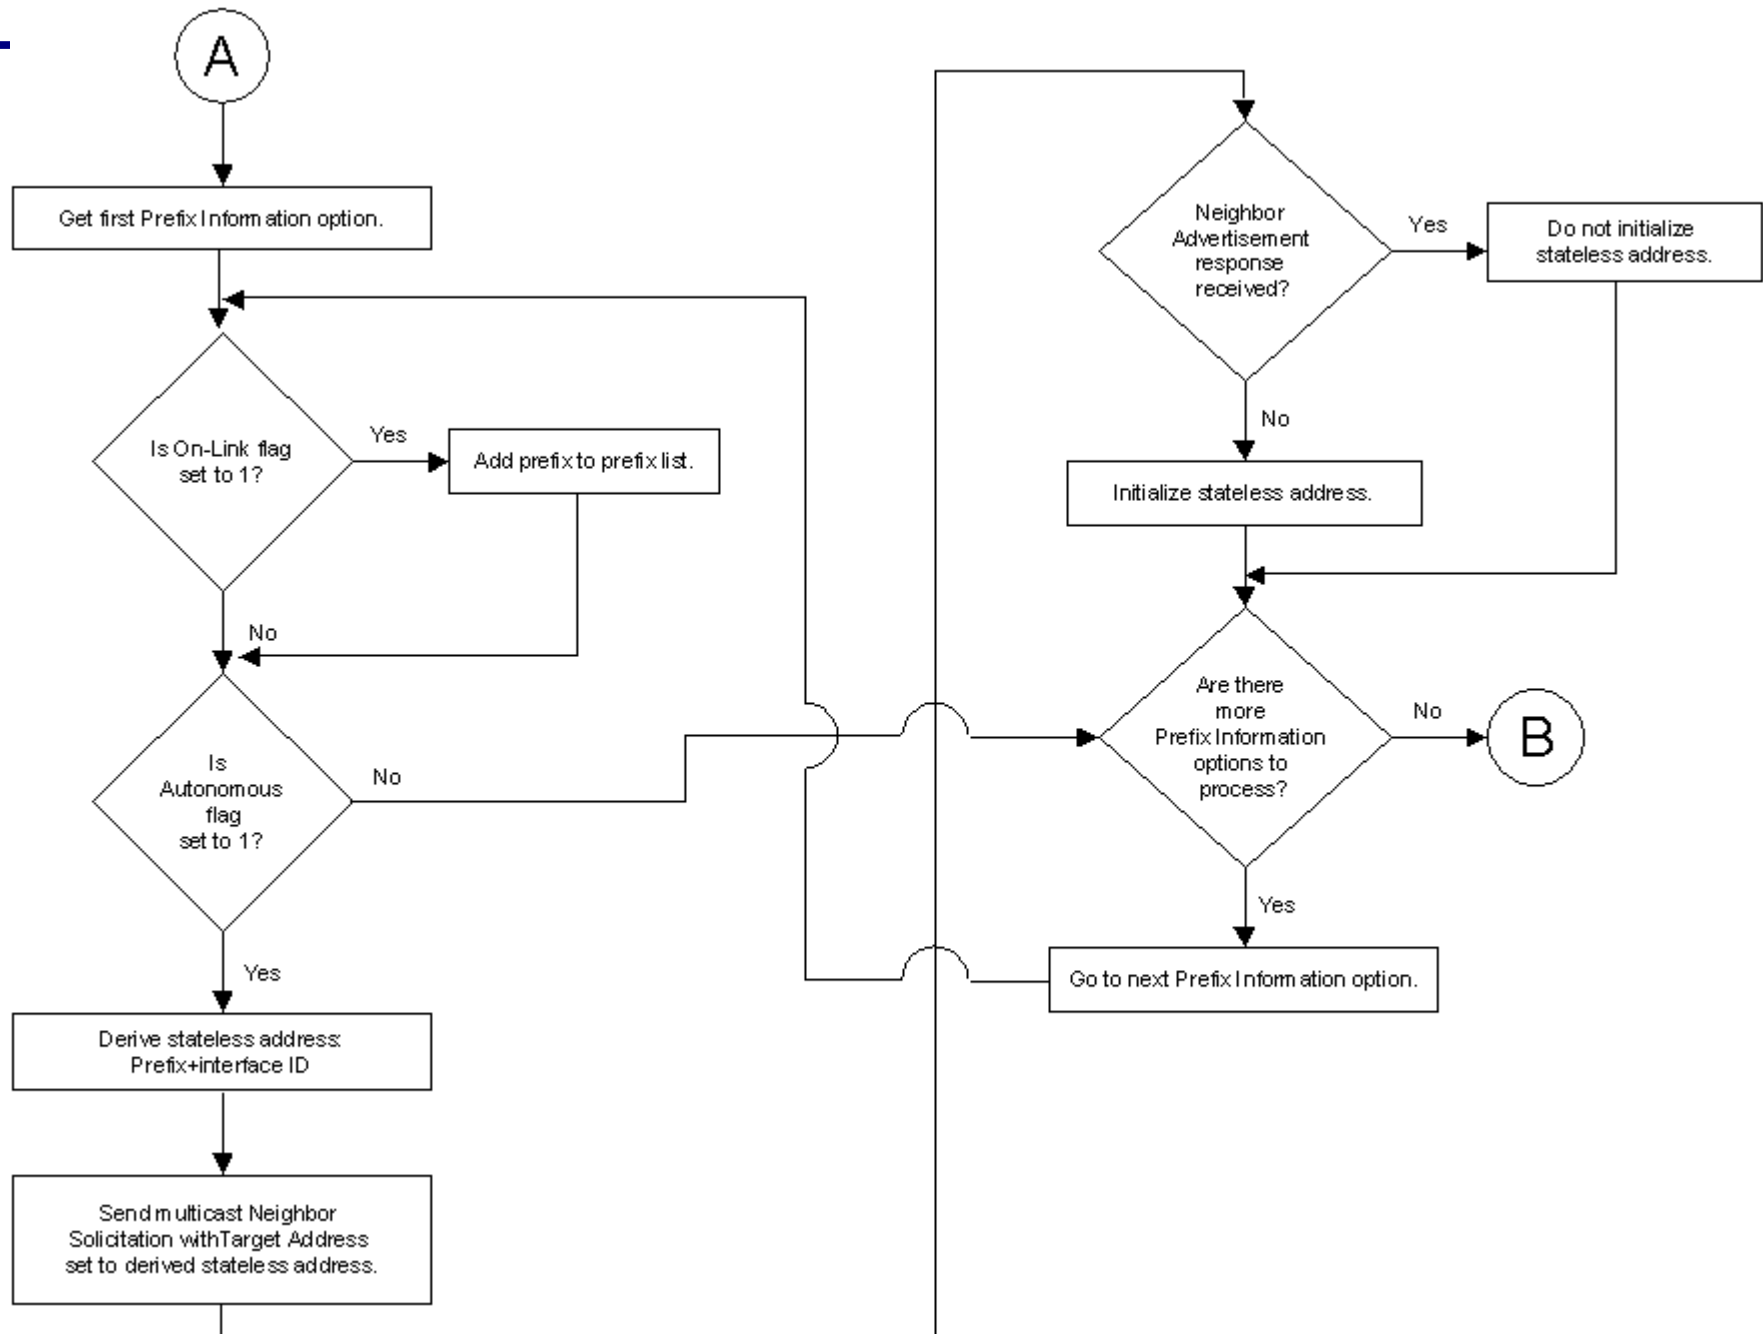 A
Get first Prefix Information option.
Is On-Link flag
set to 1?
Yes
Add prefix to prefix list.
No
Is
Autonomous
flag
set to 1?
No
Yes
Derive stateless address:
Prefix+interface ID
Send multicast Neighbor
Solicitation withTarget Address
set to derived stateless address.
Neighbor
Advertisement
response
received?
Yes
Do not initialize
stateless address.
No
Initialize stateless address.
Are there
more
Prefix Information
options to
process?
No
B
Yes
Go to next Prefix Information option.